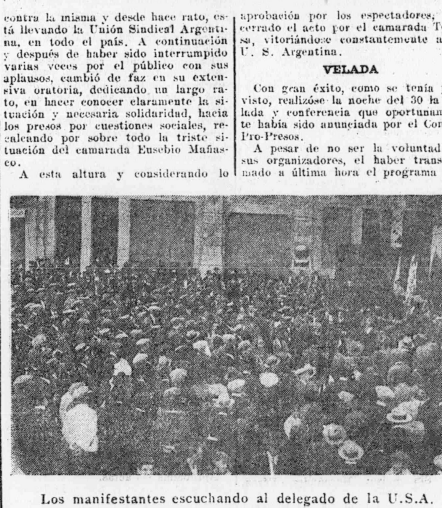 contra la misma y desde hace rato, es-
tá llevando la Unión Sindical Argenti-
na, en todo el país. A continuación
y después de haber sido interrumpido
varias veces por el público con sus
aplausos, cambió de faz en su exten-
siva oratoria, dedicando un largo ra-
to, en hacer conocer claramente la si-
tuación y necesaria solidaridad, hacia
los presos por cuestiones sociales, re-
calcando por sobre todo la triste si-
tuación del camarada Eusebio Mañas-
co.
A esta altura y considerando lo
aprobación por los espectadores,
cerrado el acto por el camarada
so, vitoriándose constantemente a
U. S. Argentina.
VELADA
Con gran éxito, como se tenía
visto, realizóse la noche del 30 la
lada y conferencia que oportunam
te había sido anunciada por el Com
Pro-Presos.
A pesar de no ser la voluntad
sus organizadores, el haber trans
mado a última hora el programa
Los manifestantes escuchando al delegado de la U.S.A.